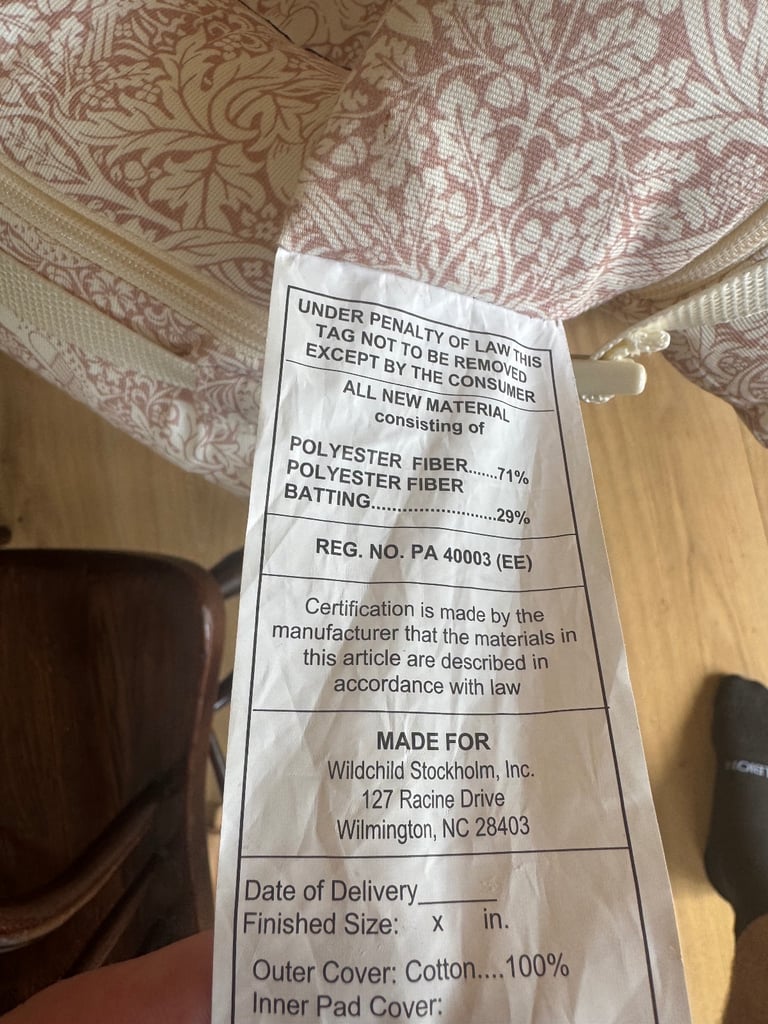 UNDER PENALTY OF LAW THIS
TAG NOT TO BE REMOVED
EXCEPT BY THE CONSUMER
ALL NEW MATERIAL
consisting of
POLYESTER FIBER.......71%
POLYESTER FIBER
BATTING.........................29%
REG. NO. PA 40003 (EE)
Certification is made by the
manufacturer that the materials in
this article are described in
accordance with law
MADE FOR
Wildchild Stockholm, Inc.
127 Racine Drive
Wilmington, NC 28403
Date of Delivery______
Finished Size: x in.
Outer Cover: Cotton....100%
Inner Pad Cover: